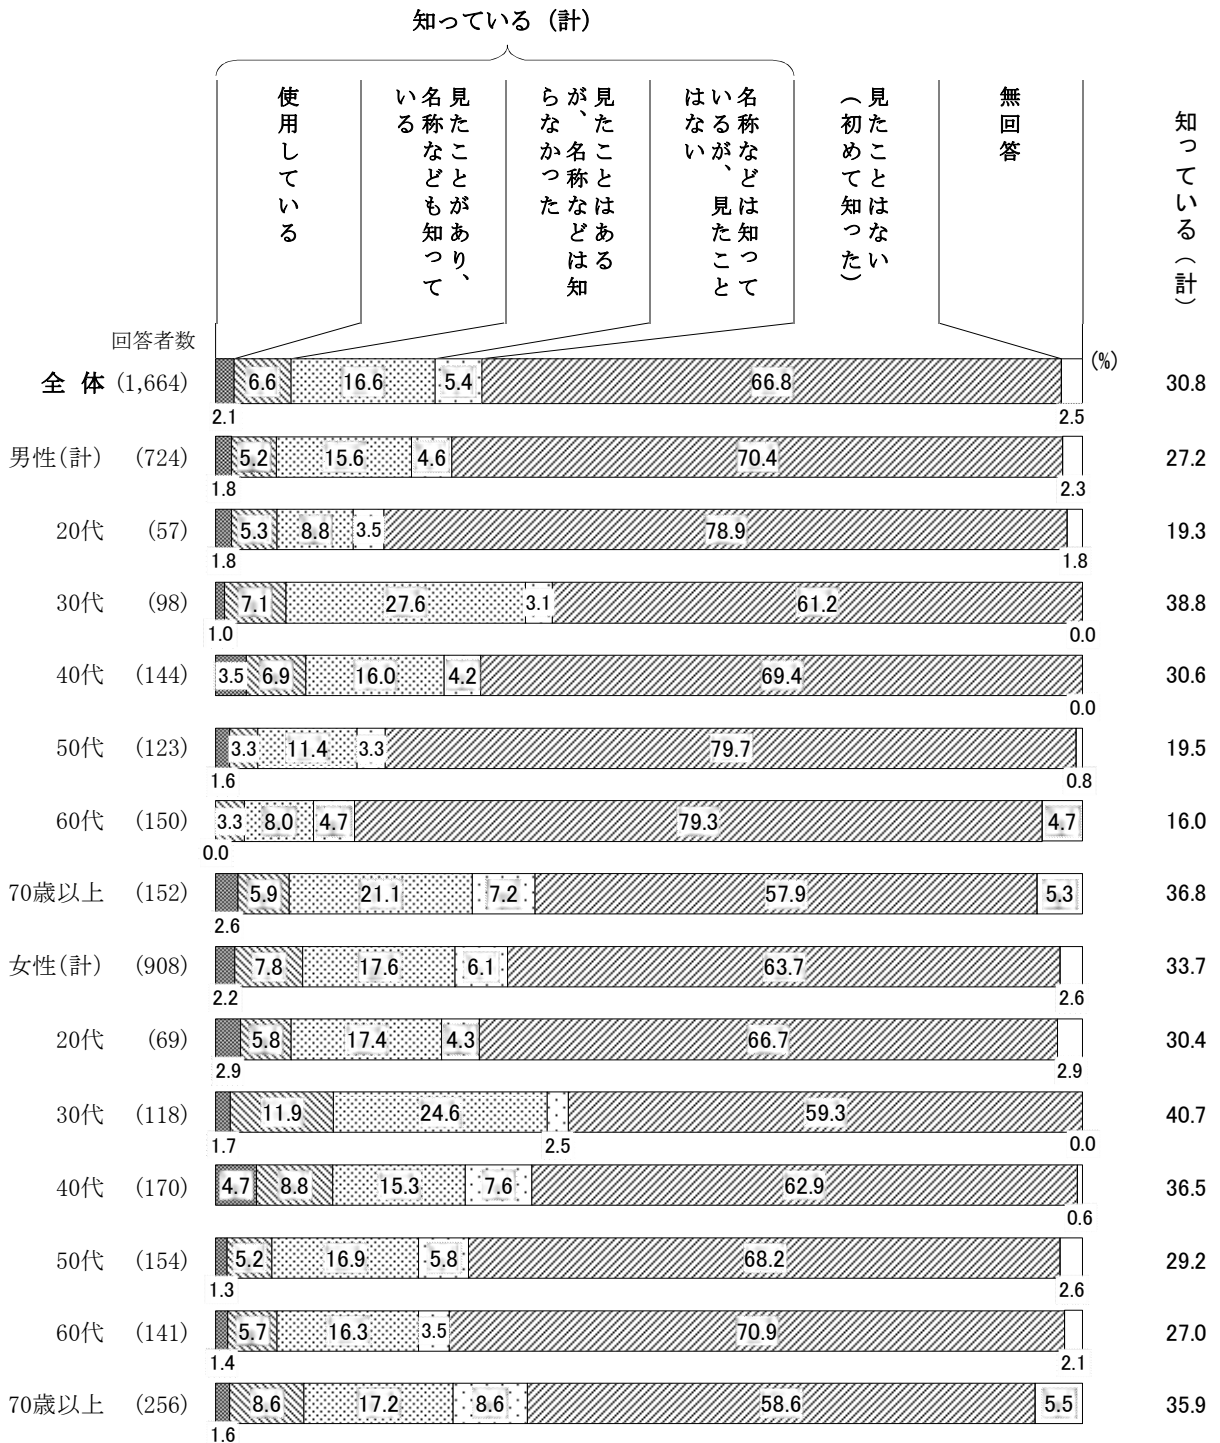 知っている（計）
使用している
見たことがあり、
名称なども知って
いる
見たことはある
が、名称などは知
らなかった
名称などは知って
いるが、見たこと
はない
見たことはない
（初めて知った）
無回答
知っている（計）
回答者数
(%)
全 体 (1,664) 6.6 16.6 5.4 66.8 30.8
2.1 2.5
男性(計) (724) 5.2 15.6 4.6 70.4 27.2
1.8 2.3
20代 (57) 5.3 8.8 3.5 78.9 19.3
1.8 1.8
30代 (98) 7.1 27.6 3.1 61.2 38.8
1.0 0.0
40代 (144) 3.5 6.9 16.0 4.2 69.4 30.6
0.0
50代 (123) 3.3 11.4 3.3 79.7 19.5
1.6 0.8
60代 (150) 3.3 8.0 4.7 79.3 4.7 16.0
0.0
70歳以上 (152) 5.9 21.1 7.2 57.9 5.3 36.8
2.6
女性(計) (908) 7.8 17.6 6.1 63.7 33.7
2.2 2.6
20代 (69) 5.8 17.4 4.3 66.7 30.4
2.9 2.9
30代 (118) 11.9 24.6 59.3 40.7
1.7 2.5 0.0
40代 (170) 4.7 8.8 15.3 7.6 62.9 36.5
0.6
50代 (154) 5.2 16.9 5.8 68.2 29.2
1.3 2.6
60代 (141) 5.7 16.3 3.5 70.9 27.0
1.4 2.1
70歳以上 (256) 8.6 17.2 8.6 58.6 5.5 35.9
1.6